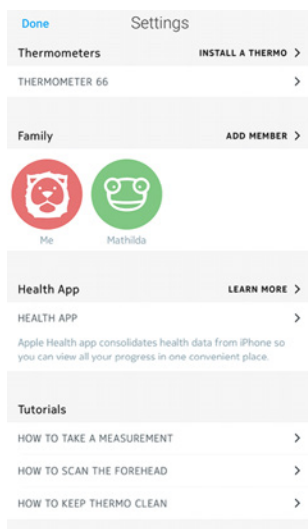 Done Settings
Thermometers INSTALL A THERMO >
THERMOMETER 66 >
Family ADD MEMBER >
Me Mathilda
Health App LEARN MORE >
HEALTH APP >
Apple Health app consolidates health data from iPhone so
you can view all your progress in one convenient place.
Tutorials
HOW TO TAKE A MEASUREMENT >
HOW TO SCAN THE FOREHEAD >
HOW TO KEEP THERMO CLEAN >